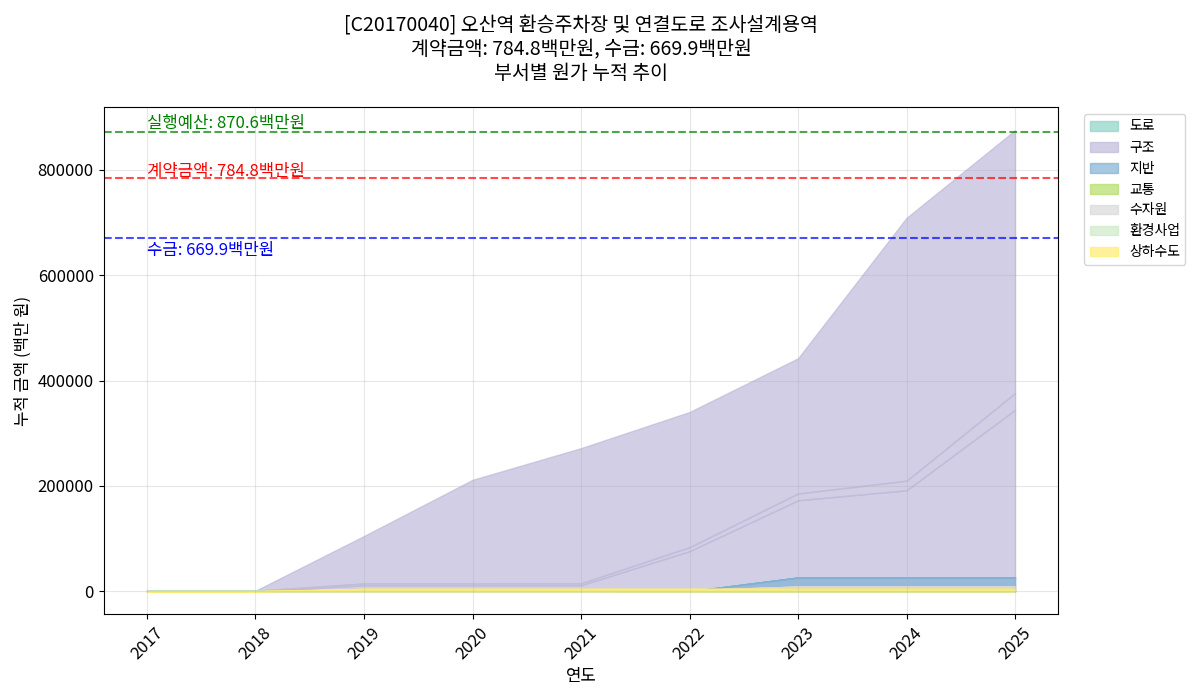 [C20170040] 오산역 환승주차장 및 연결도로 조사설계용역
계약금액: 784.8백만원, 수금: 669.9백만원
부서별 원가 누적 추이
실행예산: 870.6백만원
계약금액: 784.8백만원
수금: 669.9백만원
누적 금액 (백만 원)
800000
600000
400000
200000
0
2017
2018
2019
2020
2021
2022
2023
2024
2025
연도
도로
구조
지반
교통
수자원
환경사업
상하수도